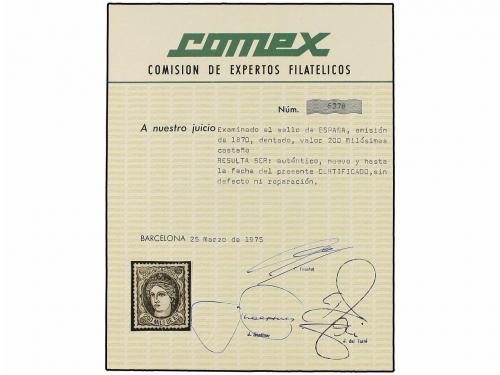 comex
COMISION DE EXPERTOS FILATELICOS
Núm. 6370
A nuestro juicio Examinado el sello de ESPAÑA, emisión
de 1870, dentado, valor 200 Milésimas
castaño
RESULTA SER: auténtico, nuevo y hasta
la fecha del presente CERTIFICADO, sin
defecto ni reparación.
BARCELONA 25 Marzo de 1975